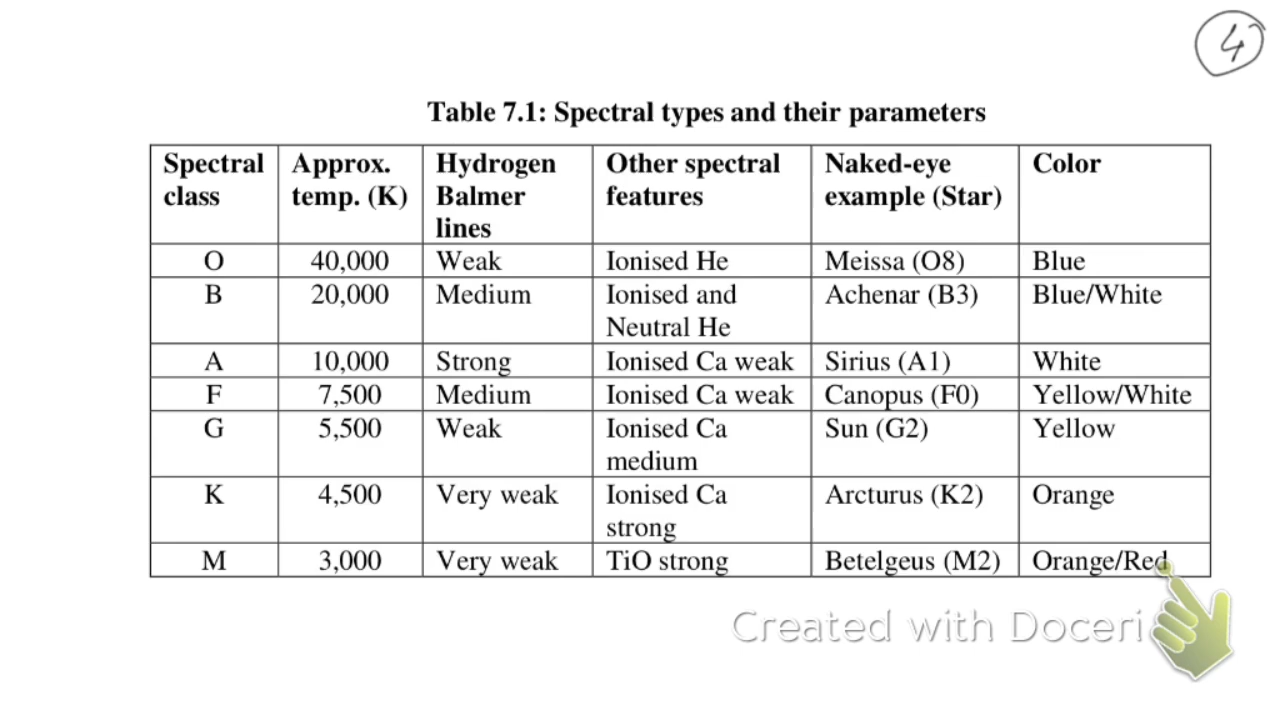 4
Table 7.1: Spectral types and their parameters
Spectral class | Approx. temp. (K) | Hydrogen Balmer lines | Other spectral features | Naked-eye example (Star) | Color
O | 40,000 | Weak | Ionised He | Meissa (O8) | Blue
B | 20,000 | Medium | Ionised and Neutral He | Achenar (B3) | Blue/White
A | 10,000 | Strong | Ionised Ca weak | Sirius (A1) | White
F | 7,500 | Medium | Ionised Ca weak | Canopus (F0) | Yellow/White
G | 5,500 | Weak | Ionised Ca medium | Sun (G2) | Yellow
K | 4,500 | Very weak | Ionised Ca strong | Arcturus (K2) | Orange
M | 3,000 | Very weak | TiO strong | Betelgeus (M2) | Orange/Red
Created with Doceri